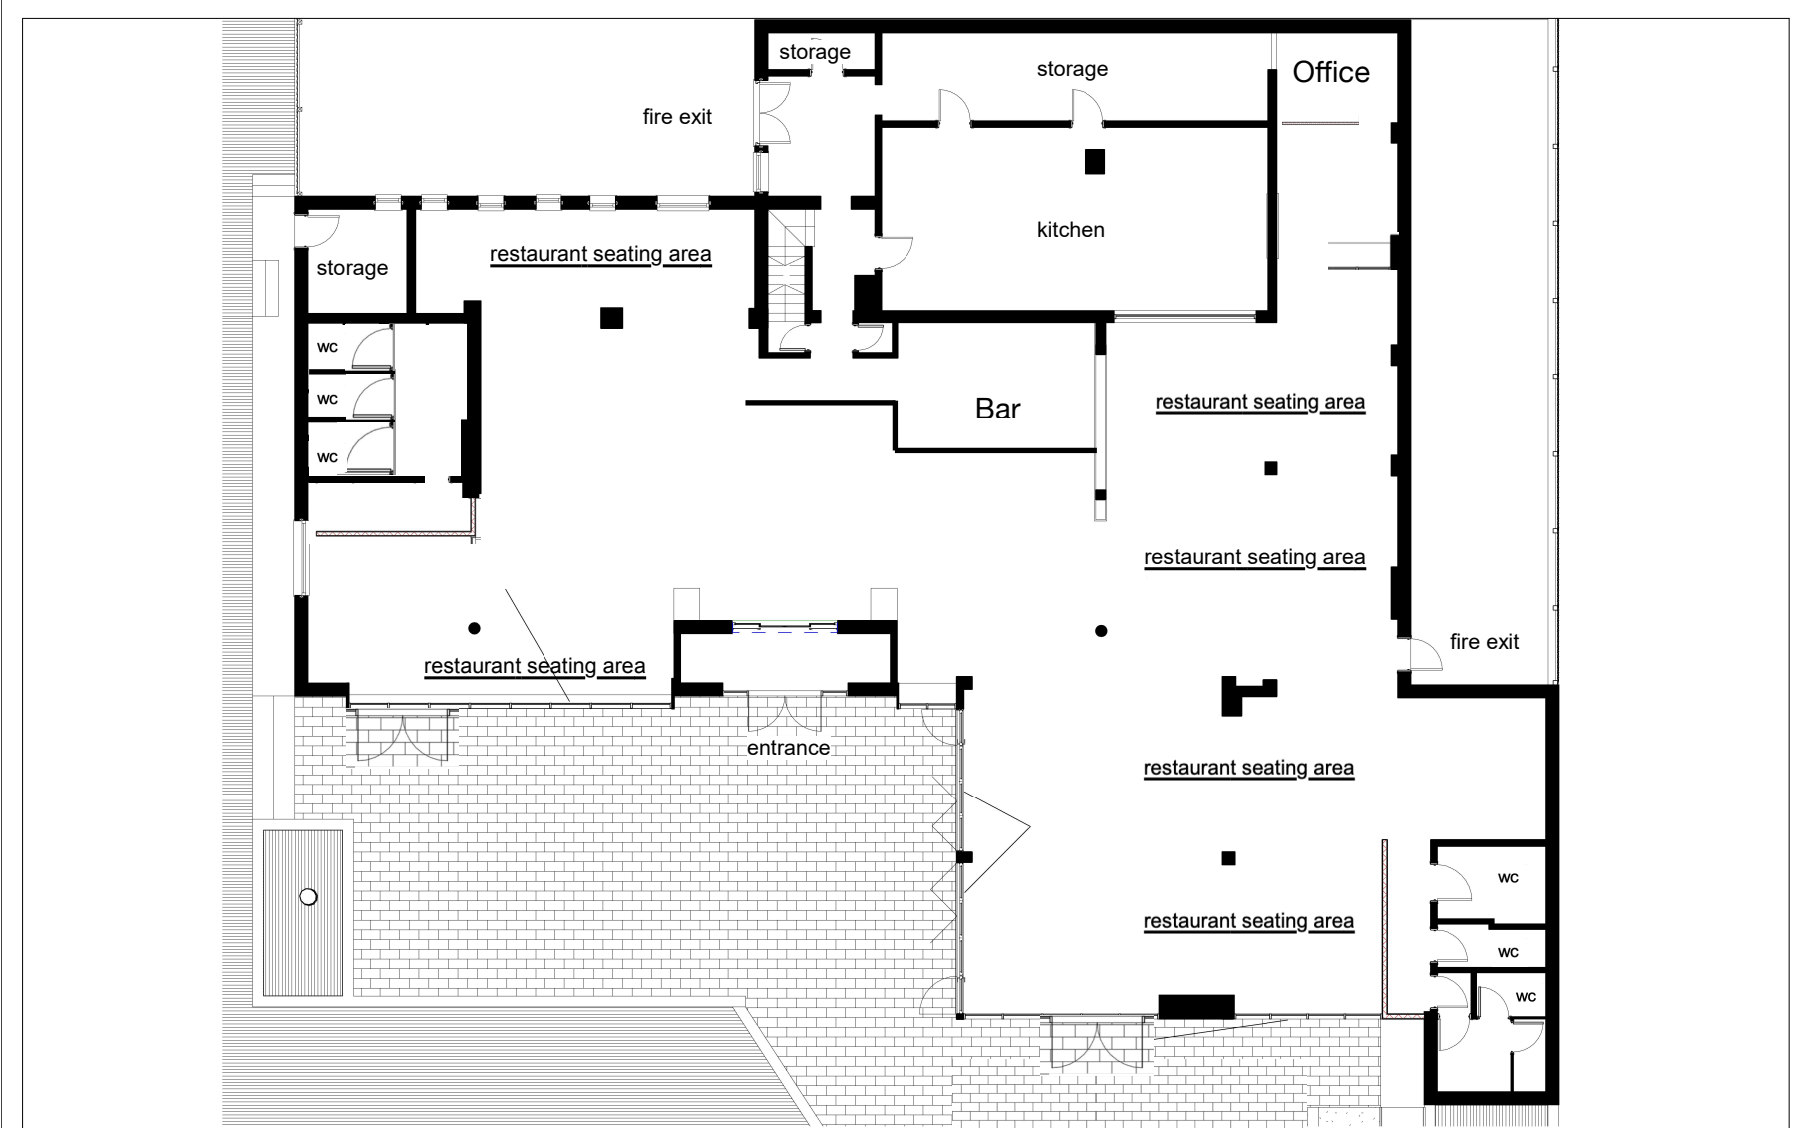 storage
storage
Office
fire exit
kitchen
restaurant seating area
storage
wc
wc
wc
Bar
restaurant seating area
restaurant seating area
fire exit
restaurant seating area
entrance
restaurant seating area
wc
restaurant seating area
wc
wc